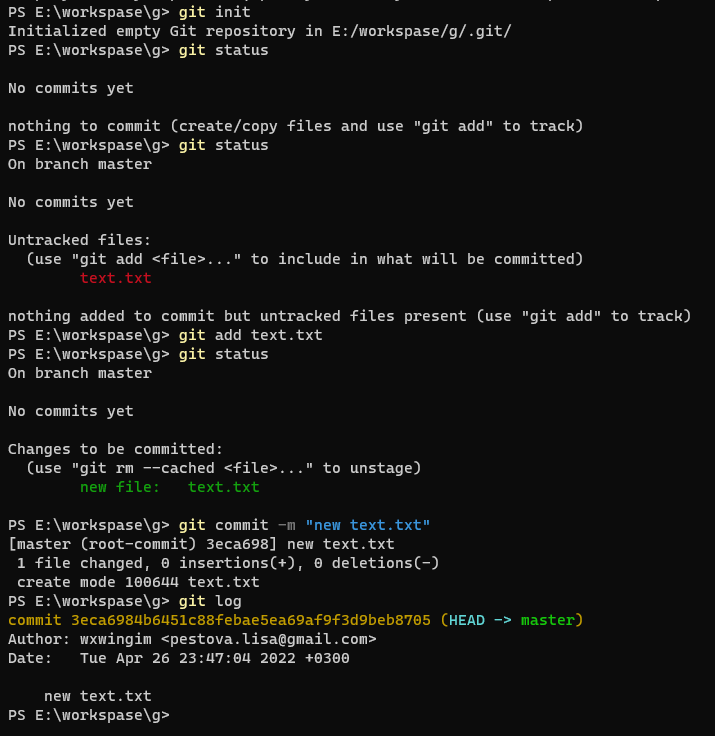 PS E:\workspase\g> git init
Initialized empty Git repository in E:/workspase/g/.git/
PS E:\workspase\g> git status

No commits yet

nothing to commit (create/copy files and use "git add" to track)
PS E:\workspase\g> git status
On branch master

No commits yet

Untracked files:
  (use "git add <file>..." to include in what will be committed)
        text.txt

nothing added to commit but untracked files present (use "git add" to track)
PS E:\workspase\g> git add text.txt
PS E:\workspase\g> git status
On branch master

No commits yet

Changes to be committed:
  (use "git rm --cached <file>..." to unstage)
        new file:   text.txt

PS E:\workspase\g> git commit -m "new text.txt"
[master (root-commit) 3eca698] new text.txt
 1 file changed, 0 insertions(+), 0 deletions(-)
 create mode 100644 text.txt
PS E:\workspase\g> git log
commit 3eca6984b6451c88febae5ea69af9f3d9beb8705 (HEAD -> master)
Author: wxwingim <pestova.lisa@gmail.com>
Date:   Tue Apr 26 23:47:04 2022 +0300

    new text.txt
PS E:\workspase\g>